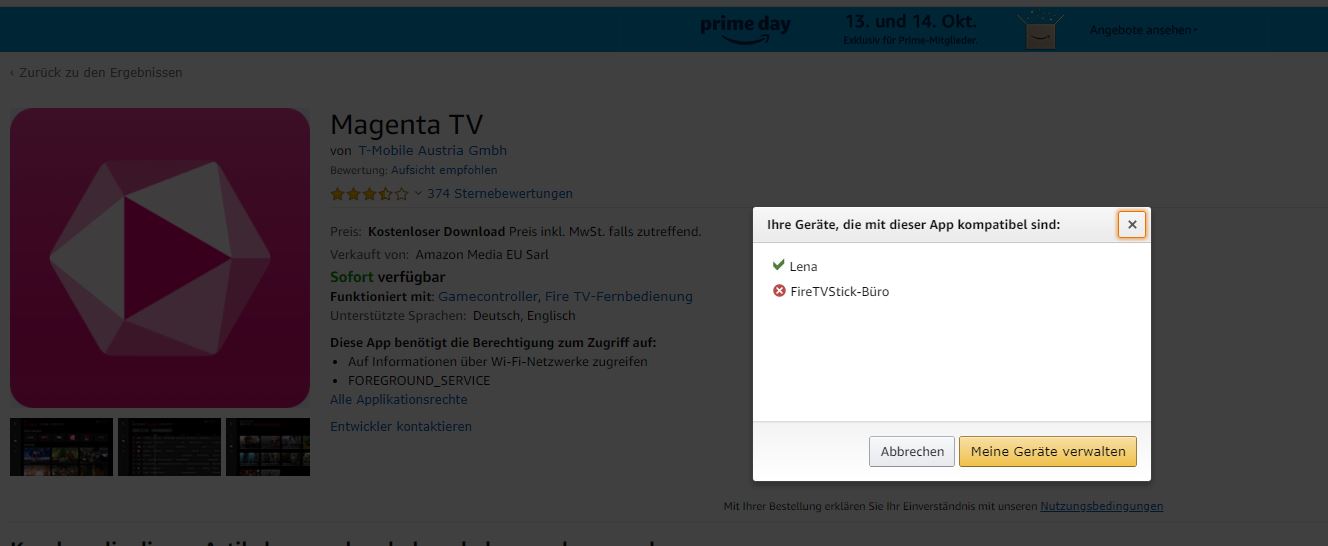 prime day
13. und 14. Okt.
Exklusiv für Prime-Mitglieder.
Angebote ansehen
‹ Zurück zu den Ergebnissen
Magenta TV
von T-Mobile Austria Gmbh
Bewertung: Aufsicht empfohlen
374 Sternebewertungen
Preis: Kostenloser Download Preis inkl. MwSt. falls zutreffend.
Verkauft von: Amazon Media EU Sarl
Sofort verfügbar
Funktioniert mit: Gamecontroller, Fire TV-Fernbedienung
Unterstützte Sprachen: Deutsch, Englisch
Diese App benötigt die Berechtigung zum Zugriff auf:
• Auf Informationen über Wi-Fi-Netzwerke zugreifen
• FOREGROUND_SERVICE
Alle Applikationsrechte
Entwickler kontaktieren
Ihre Geräte, die mit dieser App kompatibel sind:
Lena
FireTVStick-Büro
Abbrechen
Meine Geräte verwalten
Mit Ihrer Bestellung erklären Sie Ihr Einverständnis mit unseren Nutzungsbedingungen